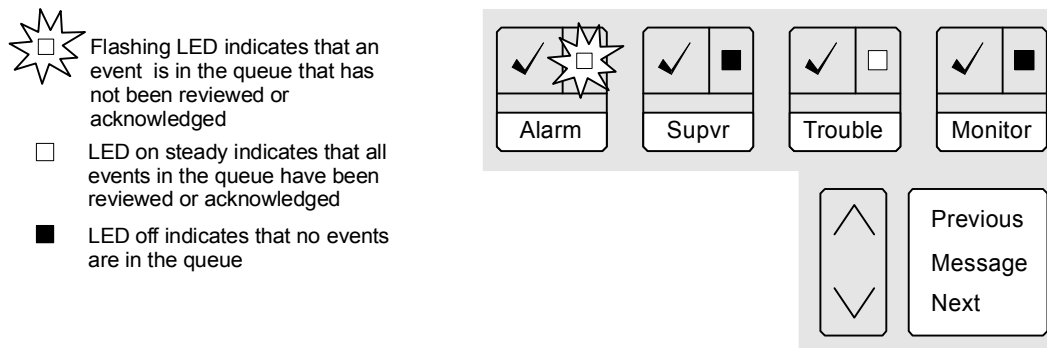 Flashing LED indicates that an
event is in the queue that has
not been reviewed or
acknowledged
LED on steady indicates that all
events in the queue have been
reviewed or acknowledged
LED off indicates that no events
are in the queue
Alarm
Supvr
Trouble
Monitor
Previous
Message
Next